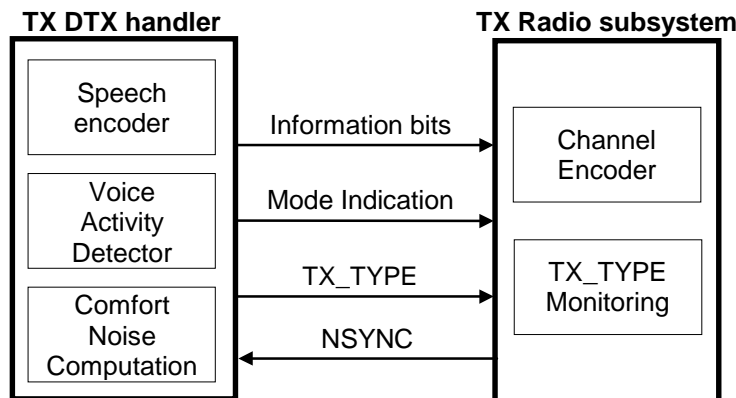 TX DTX handler
TX Radio subsystem
Speech
encoder
Information bits
Channel
Encoder
Voice
Activity
Detector
Mode Indication
TX_TYPE
TX_TYPE
Monitoring
Comfort
Noise
Computation
NSYNC